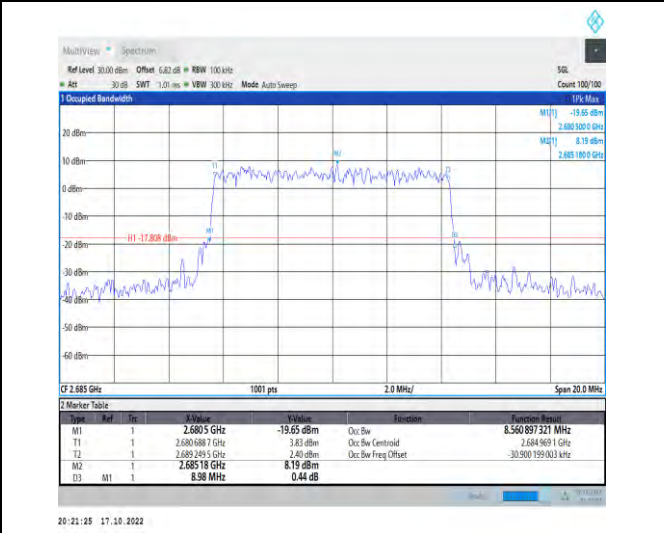 MultiView Spectrum
Ref Level 30.00 dBm Offset 6.82 dB RBW 100 kHz SGL
Att 30 dB SWT 1.01 ms VBW 300 kHz Mode Auto Sweep Count 100/100
1 Occupied Bandwidth 1Pk Max
M1[1] -19.65 dBm
2.680 500 0 GHz
M2[1] 8.19 dBm
2.685 180 0 GHz
20 dBm
M2
10 dBm
T1
0 dBm
-10 dBm
M1
H1 -17.808 dBm
-20 dBm
-30 dBm
-40 dBm
-50 dBm
-60 dBm
CF 2.685 GHz 1001 pts 2.0 MHz/ Span 20.0 MHz
2 Marker Table
Type Ref Trc X-Value Y-Value Function Function Result
M1 1 2.6805 GHz -19.65 dBm Occ Bw 8.560 897 321 MHz
T1 1 2.680 688 7 GHz 3.83 dBm Occ Bw Centroid 2.684 969 1 GHz
T2 1 2.689 249 5 GHz 2.40 dBm Occ Bw Freq Offset -30.900 199 003 kHz
M2 1 2.68518 GHz 8.19 dBm
D3 M1 1 8.98 MHz 0.44 dB
20:21:25 17.10.2022